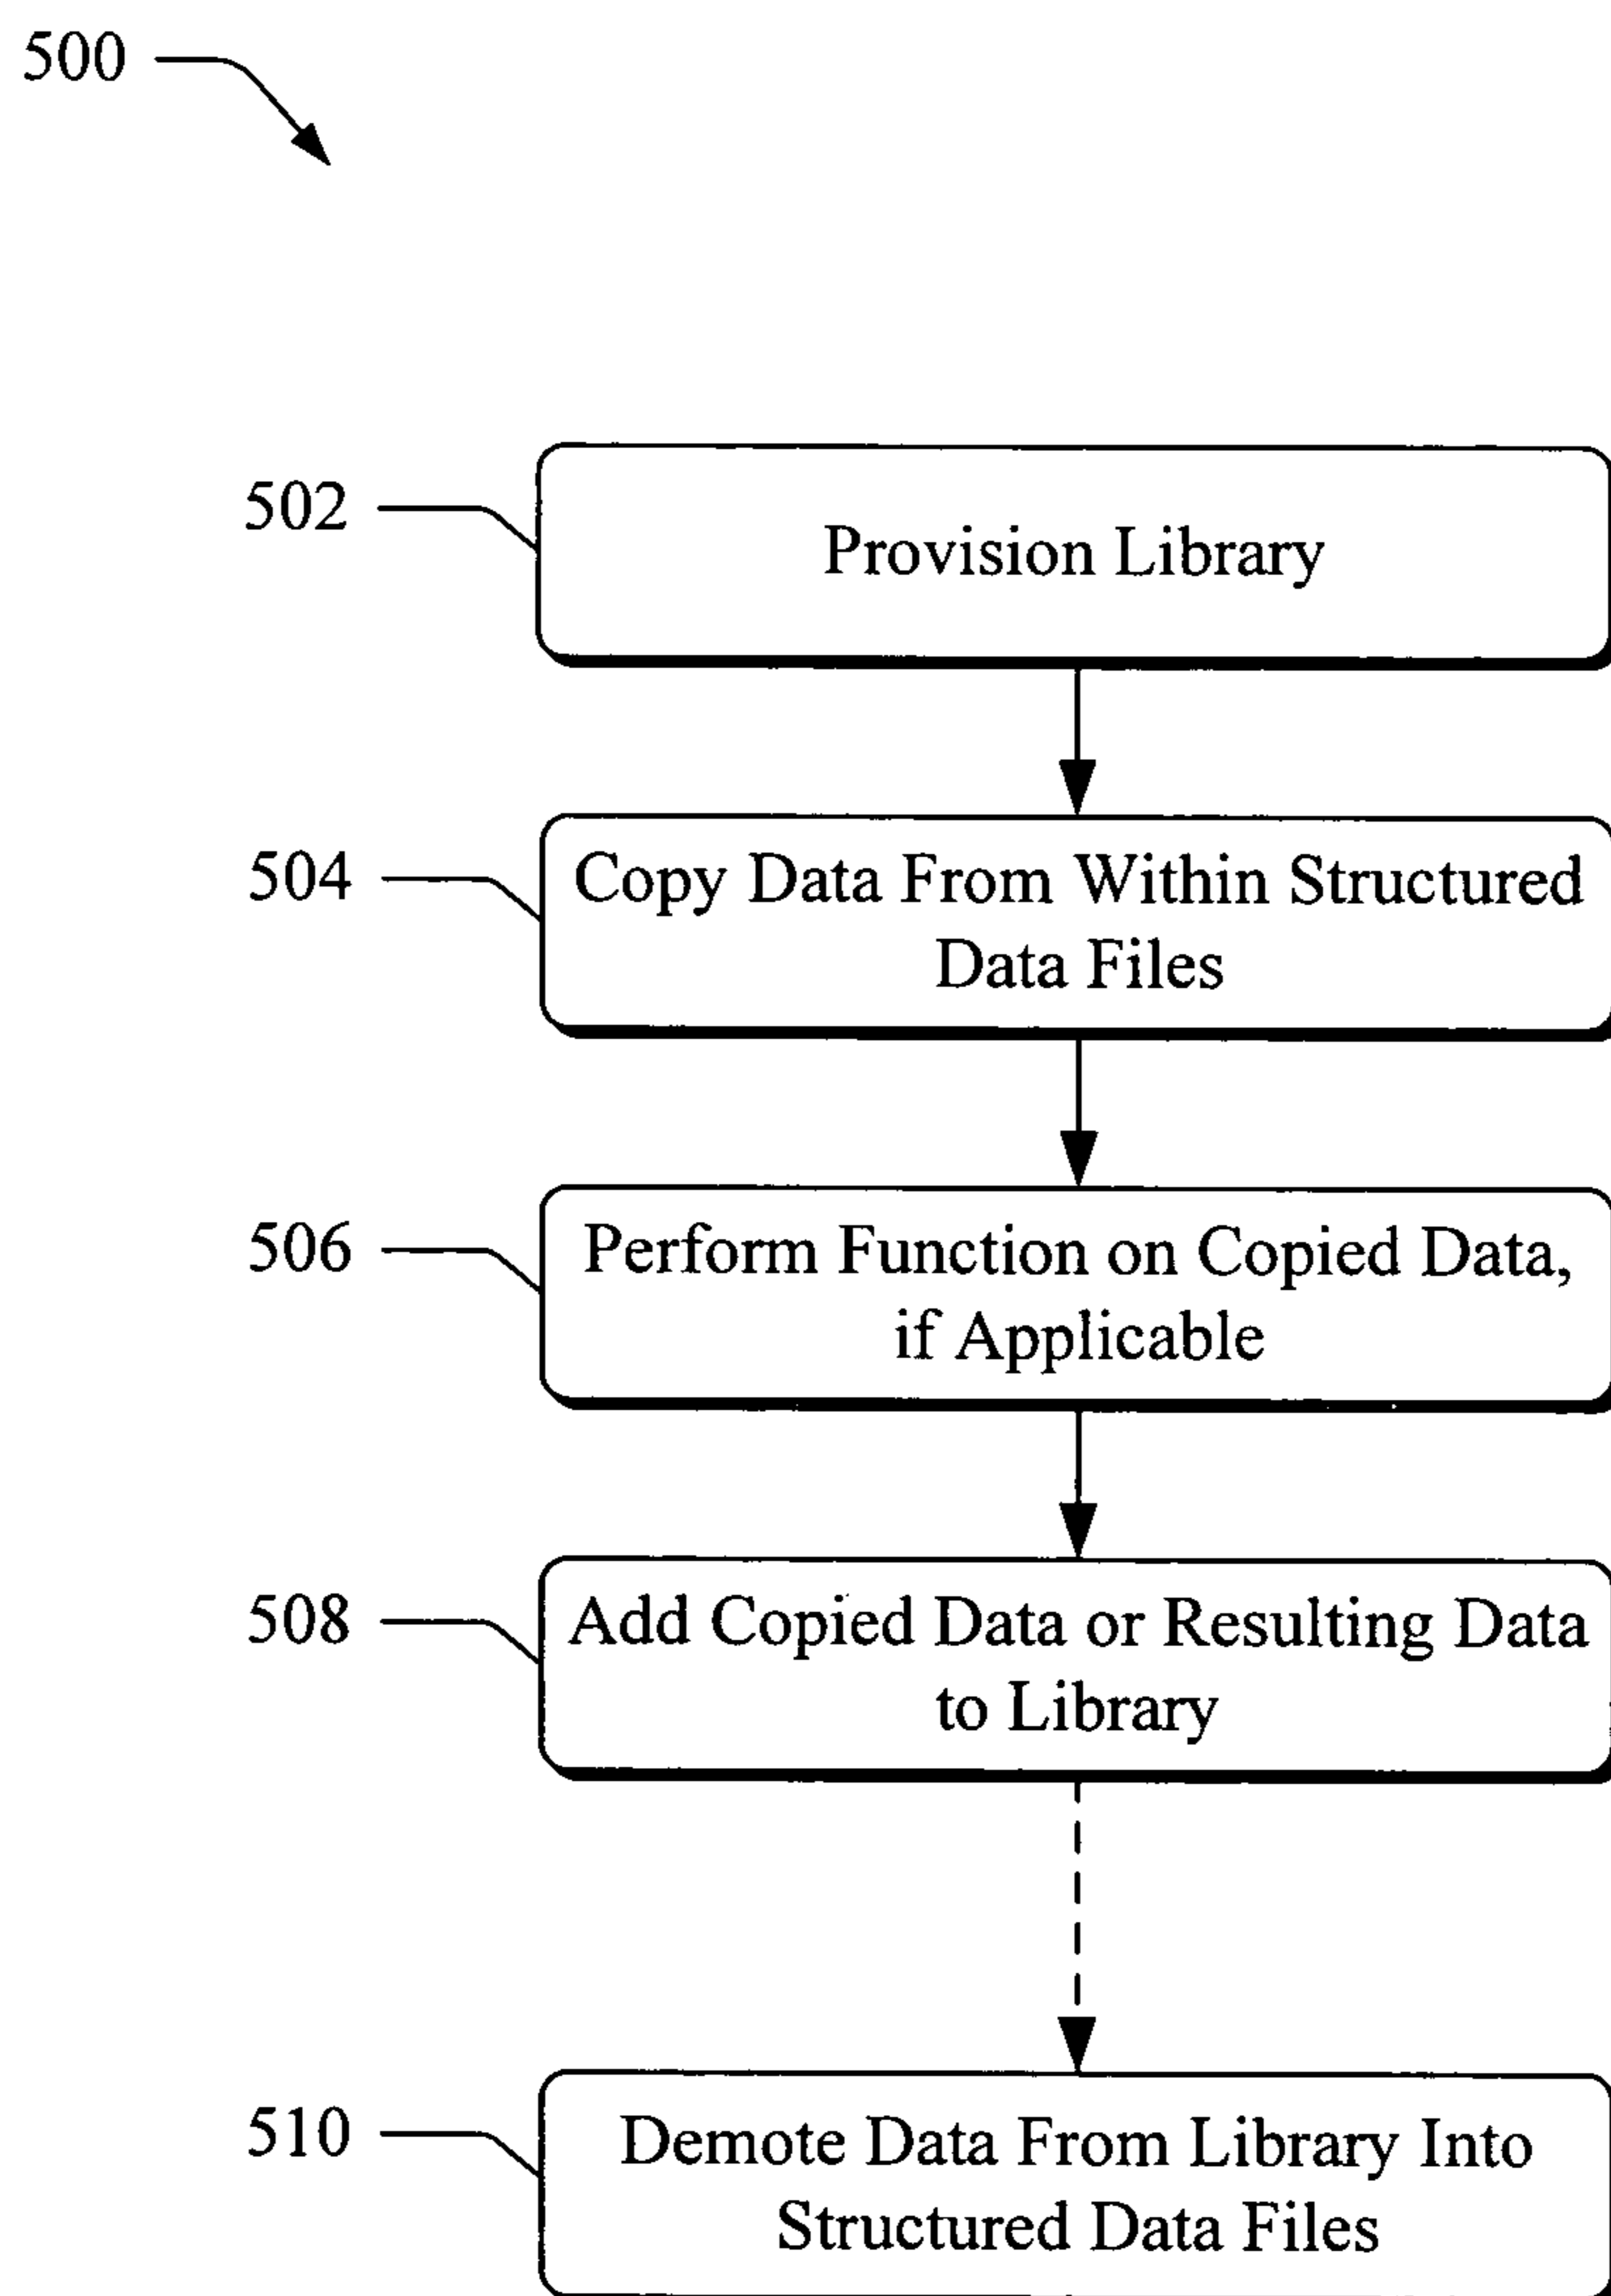 500
502
Provision Library
504
Copy Data From Within Structured
Data Files
506
Perform Function on Copied Data,
if Applicable
508
Add Copied Data or Resulting Data
to Library
510
Demote Data From Library Into
Structured Data Files